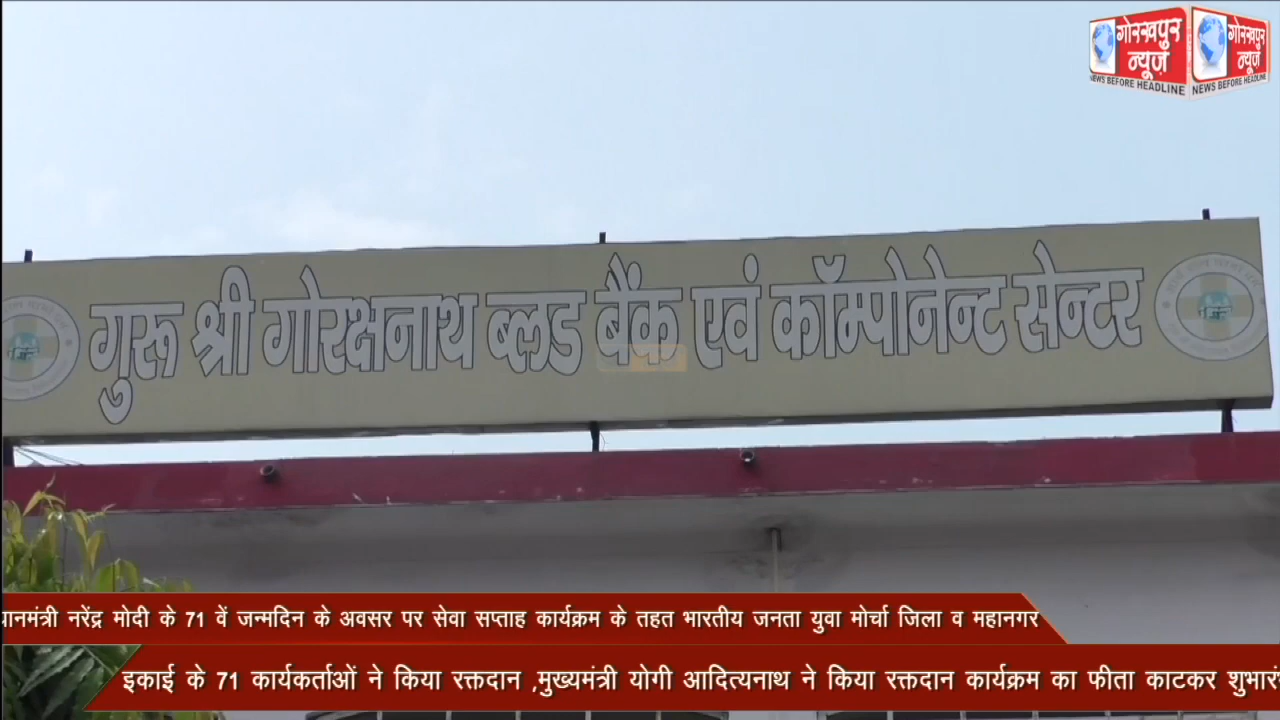 गोरखपुर न्यूज़
NEWS BEFORE HEADLINE
गोरखपुर न्यूज़
NEWS BEFORE HEADLINE
गुरू श्री गोरक्षनाथ ब्लड बैंक एवं कॉम्पोनेन्ट सेन्टर
नरेंद्र मोदी के 71 वें जन्मदिन के अवसर पर सेवा सप्ताह कार्यक्रम के तहत भारतीय जनता युवा मोर्चा जिला व महानगर
इकाई के 71 कार्यकर्ताओं ने किया रक्तदान ,मुख्यमंत्री योगी आदित्यनाथ ने किया रक्तदान कार्यक्रम का फीता काटकर